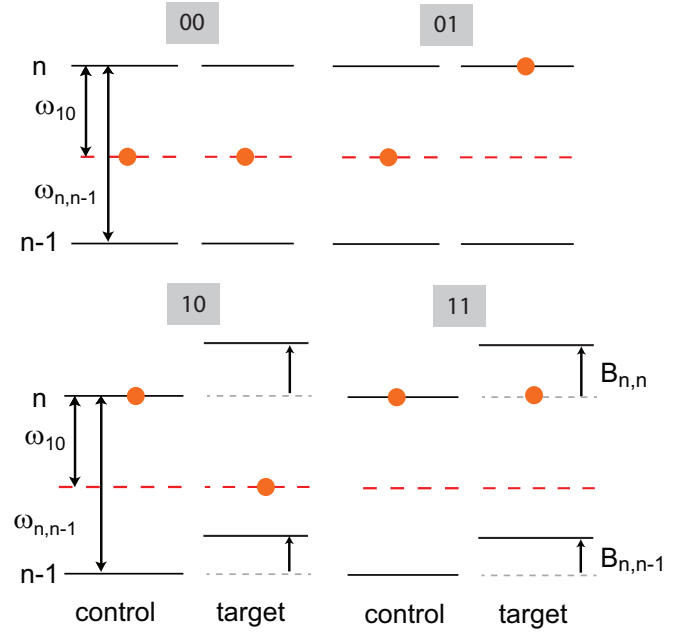 00 01
n
ω10
ωn,n-1
n-1
10 11
n
Bn,n
ω10
ωn,n-1
n-1
Bn,n-1
control target control target